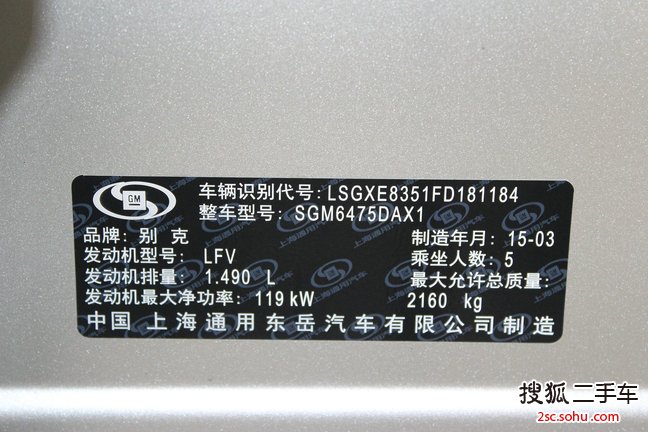 GM
车辆识别代号: LSGXE8351FD181184
整车型号: SGM6475DAX1
品牌: 别 克 制造年月: 15-03
发动机型号: LFV 乘坐人数: 5
发动机排量: 1.490 L 最大允许总质量:
发动机最大净功率: 119 kW 2160 kg
中国 上海通用东岳汽车有限公司制造
搜狐 二手车
2sc.sohu.com